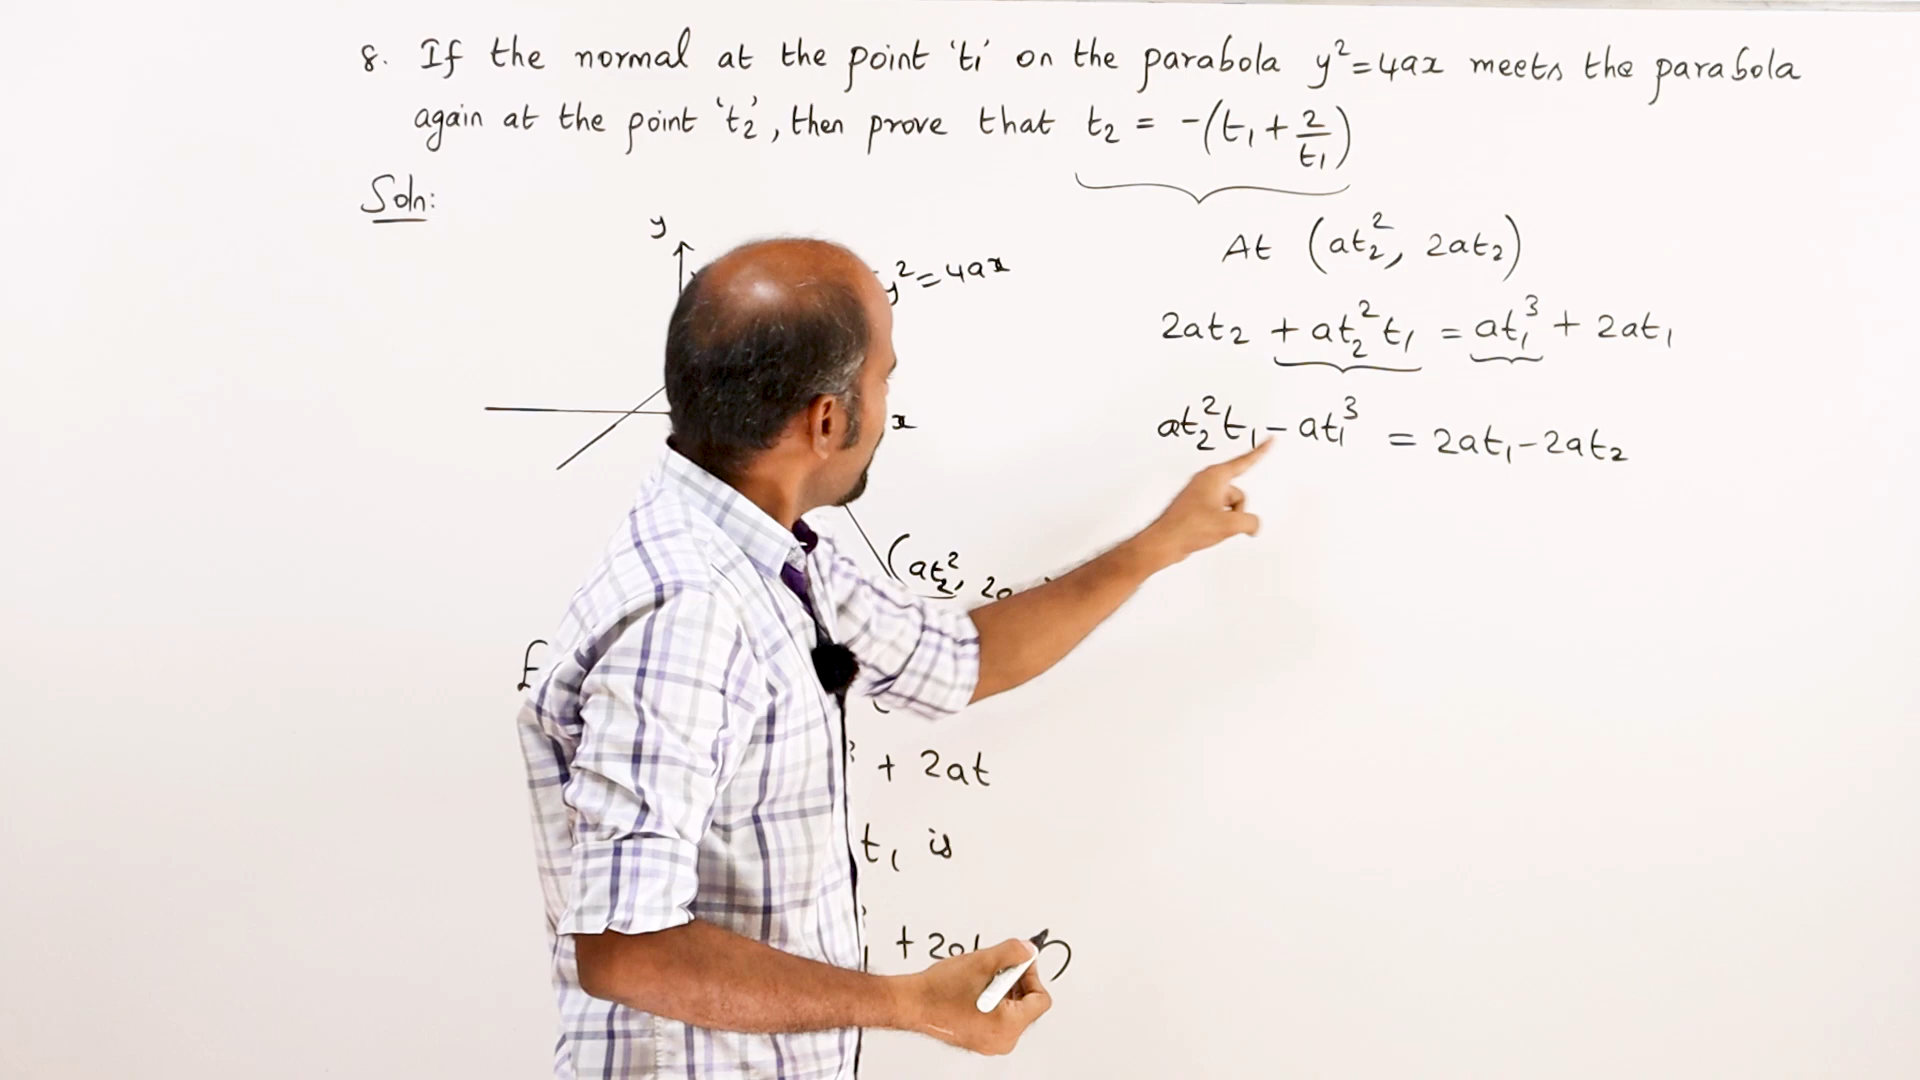 8. If the normal at the point 't₁' on the parabola y²=4ax meets the parabola
again at the point 't₂', then prove that t₂ = -(t₁ + 2/t₁)
Soln:
y
y²=4ax
x
(at₂²,
+ 2at
t₁ is
At (at₂², 2at₂)
2at₂ + at₂²t₁ = at₁³ + 2at₁
at₂²t₁ - at₁³ = 2at₁ - 2at₂